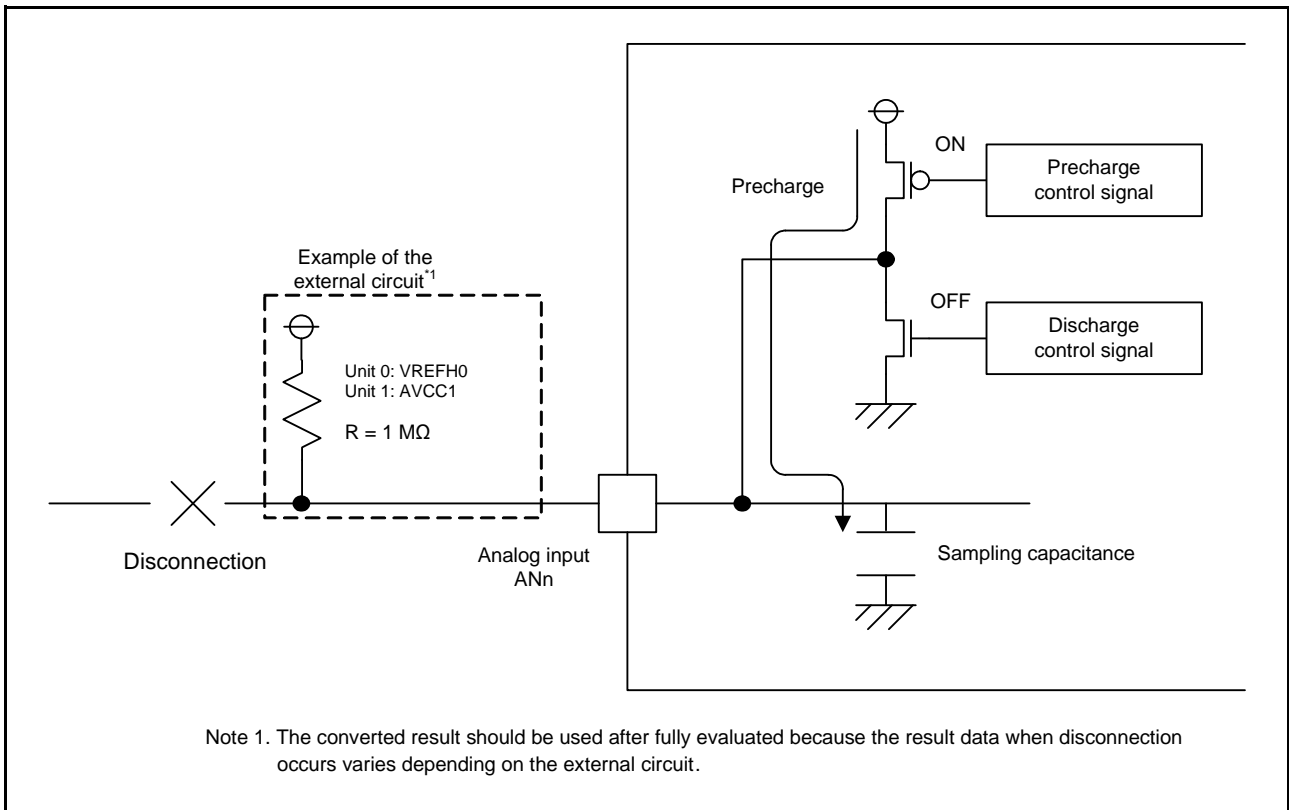 ON
Precharge
control signal
Precharge
Example of the
external circuit*1
OFF
Discharge
control signal
Unit 0: VREFH0
Unit 1: AVCC1
R = 1 MΩ
Disconnection
Analog input
ANn
Sampling capacitance
Note 1. The converted result should be used after fully evaluated because the result data when disconnection
occurs varies depending on the external circuit.